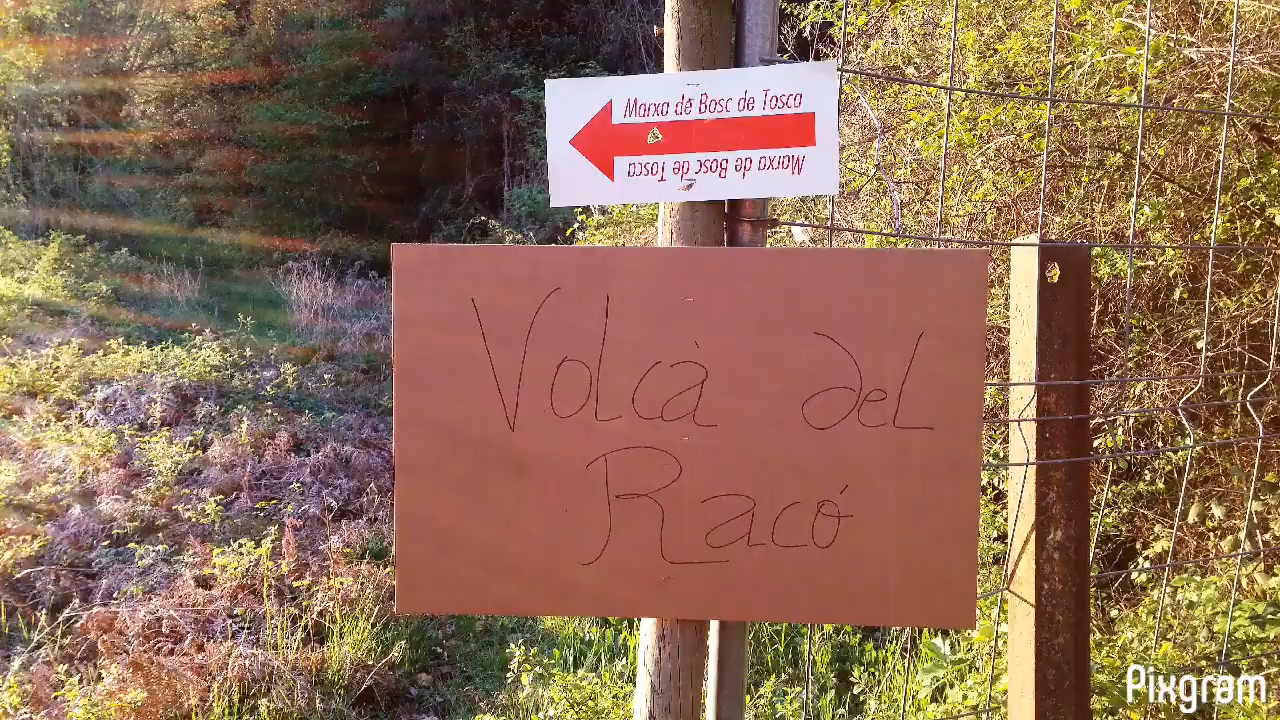 Marxa de Bosc de Tosca
Marxa de Bosc de Tosca
Volcà del
Racó
Pixgram